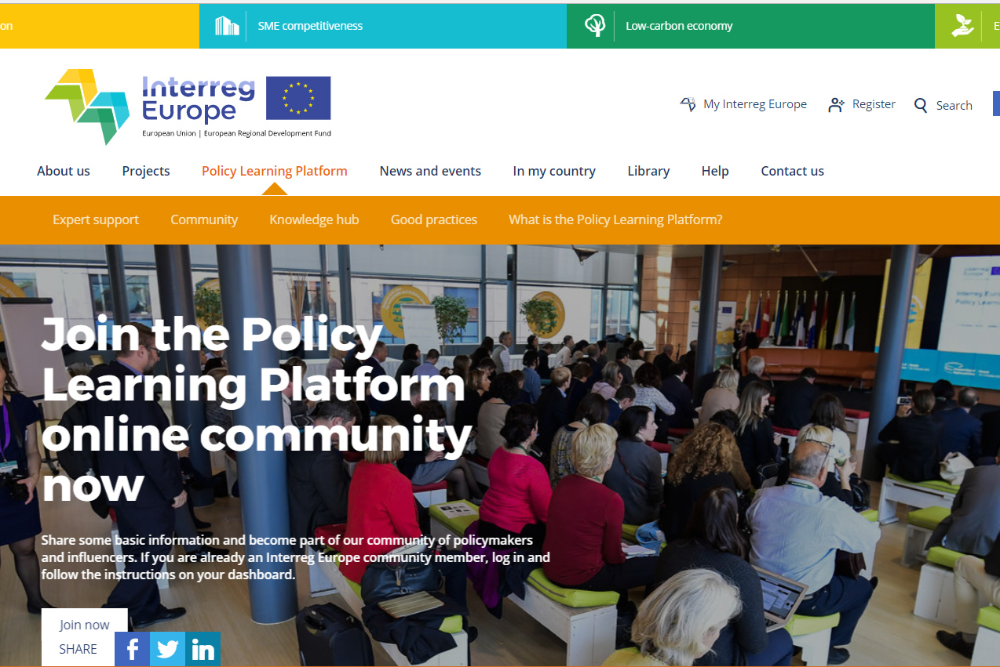 on
SME competitiveness
Low-carbon economy
E
Interreg
Europe
European Union | European Regional Development Fund
My Interreg Europe
Register
Search
About us
Projects
Policy Learning Platform
News and events
In my country
Library
Help
Contact us
Expert support
Community
Knowledge hub
Good practices
What is the Policy Learning Platform?
Join the Policy
Learning Platform
online community
now
Share some basic information and become part of our community of policymakers
and influencers. If you are already an Interreg Europe community member, log in and
follow the instructions on your dashboard.
Join now
SHARE